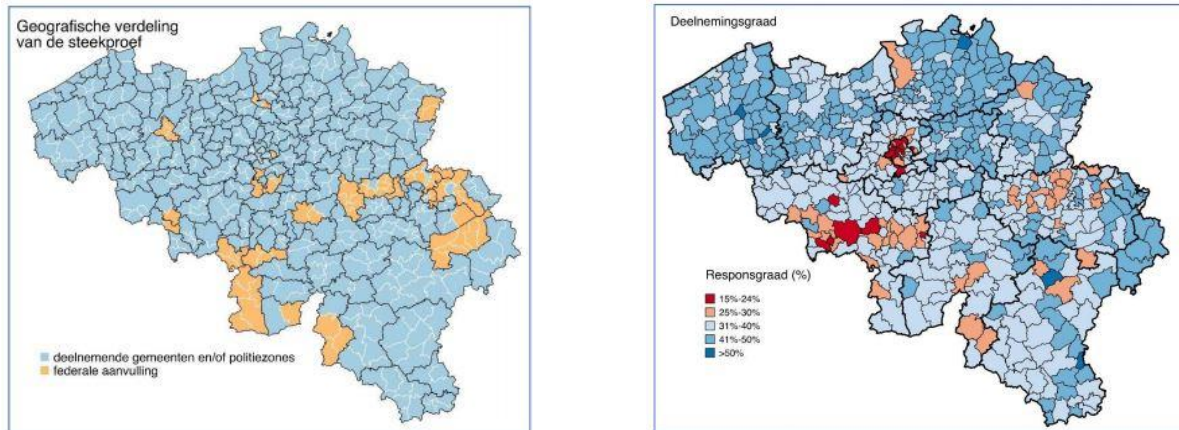 Geografische verdeling
van de steekproef
deelnemende gemeenten en/of politiezones
federale aanvulling
Deelnemingsgraad
Responsgraad (%)
15%-24%
25%-30%
31%-40%
41%-50%
>50%